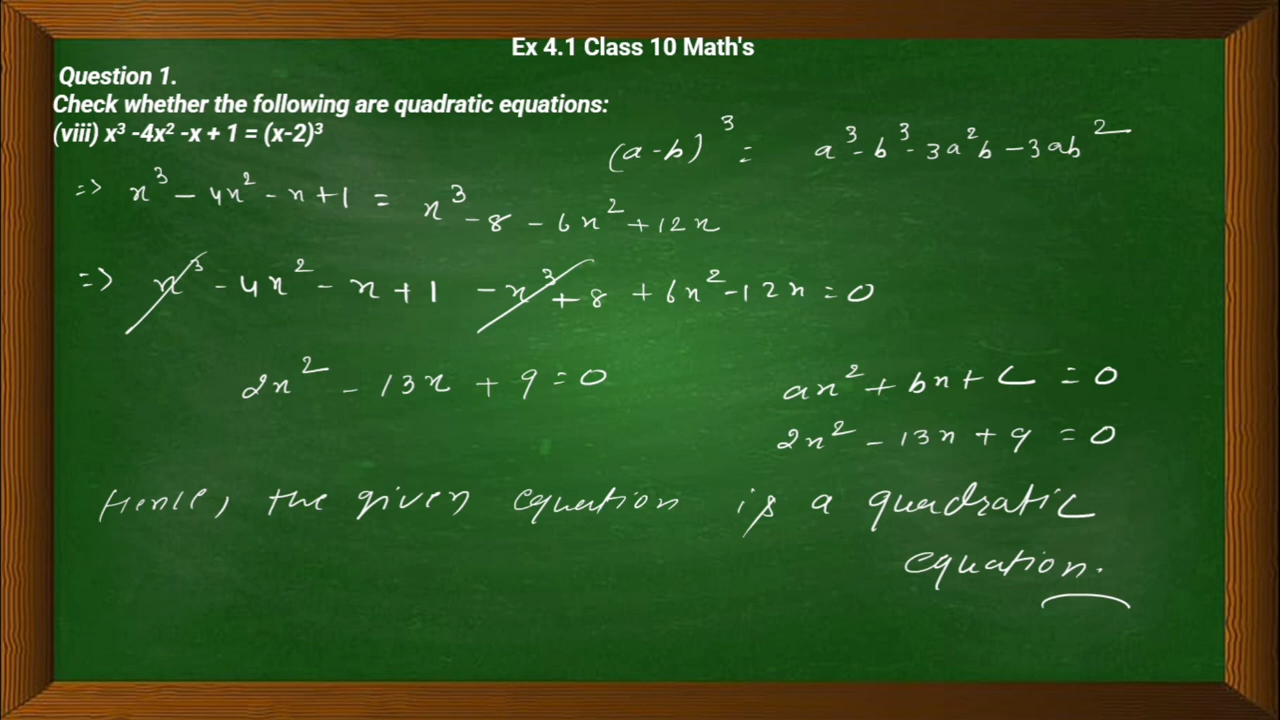 Ex 4.1 Class 10 Math's
Question 1.
Check whether the following are quadratic equations:
(viii) x³ -4x² -x + 1 = (x-2)³
(a-b)³ = a³-b³-3a²b-3ab²
=> x³ - 4x² - x + 1 = x³ - 8 - 6x² + 12x
=> x³ - 4x² - x + 1 - x³ + 8 + 6x² - 12x = 0
2x² - 13x + 9 = 0
ax² + bx + c = 0
2x² - 13x + 9 = 0
Hence, the given equation is a quadratic
equation.